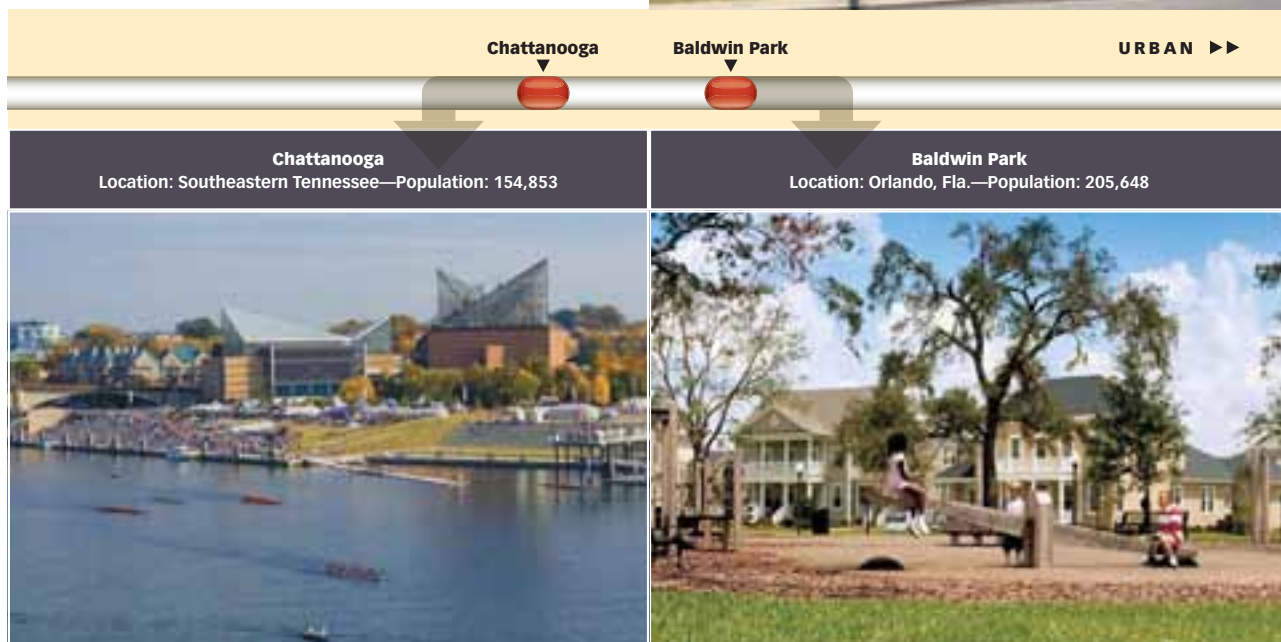 Chattanooga
Baldwin Park
URBAN ▶▶
Chattanooga
Location: Southeastern Tennessee—Population: 154,853
Baldwin Park
Location: Orlando, Fla.—Population: 205,648